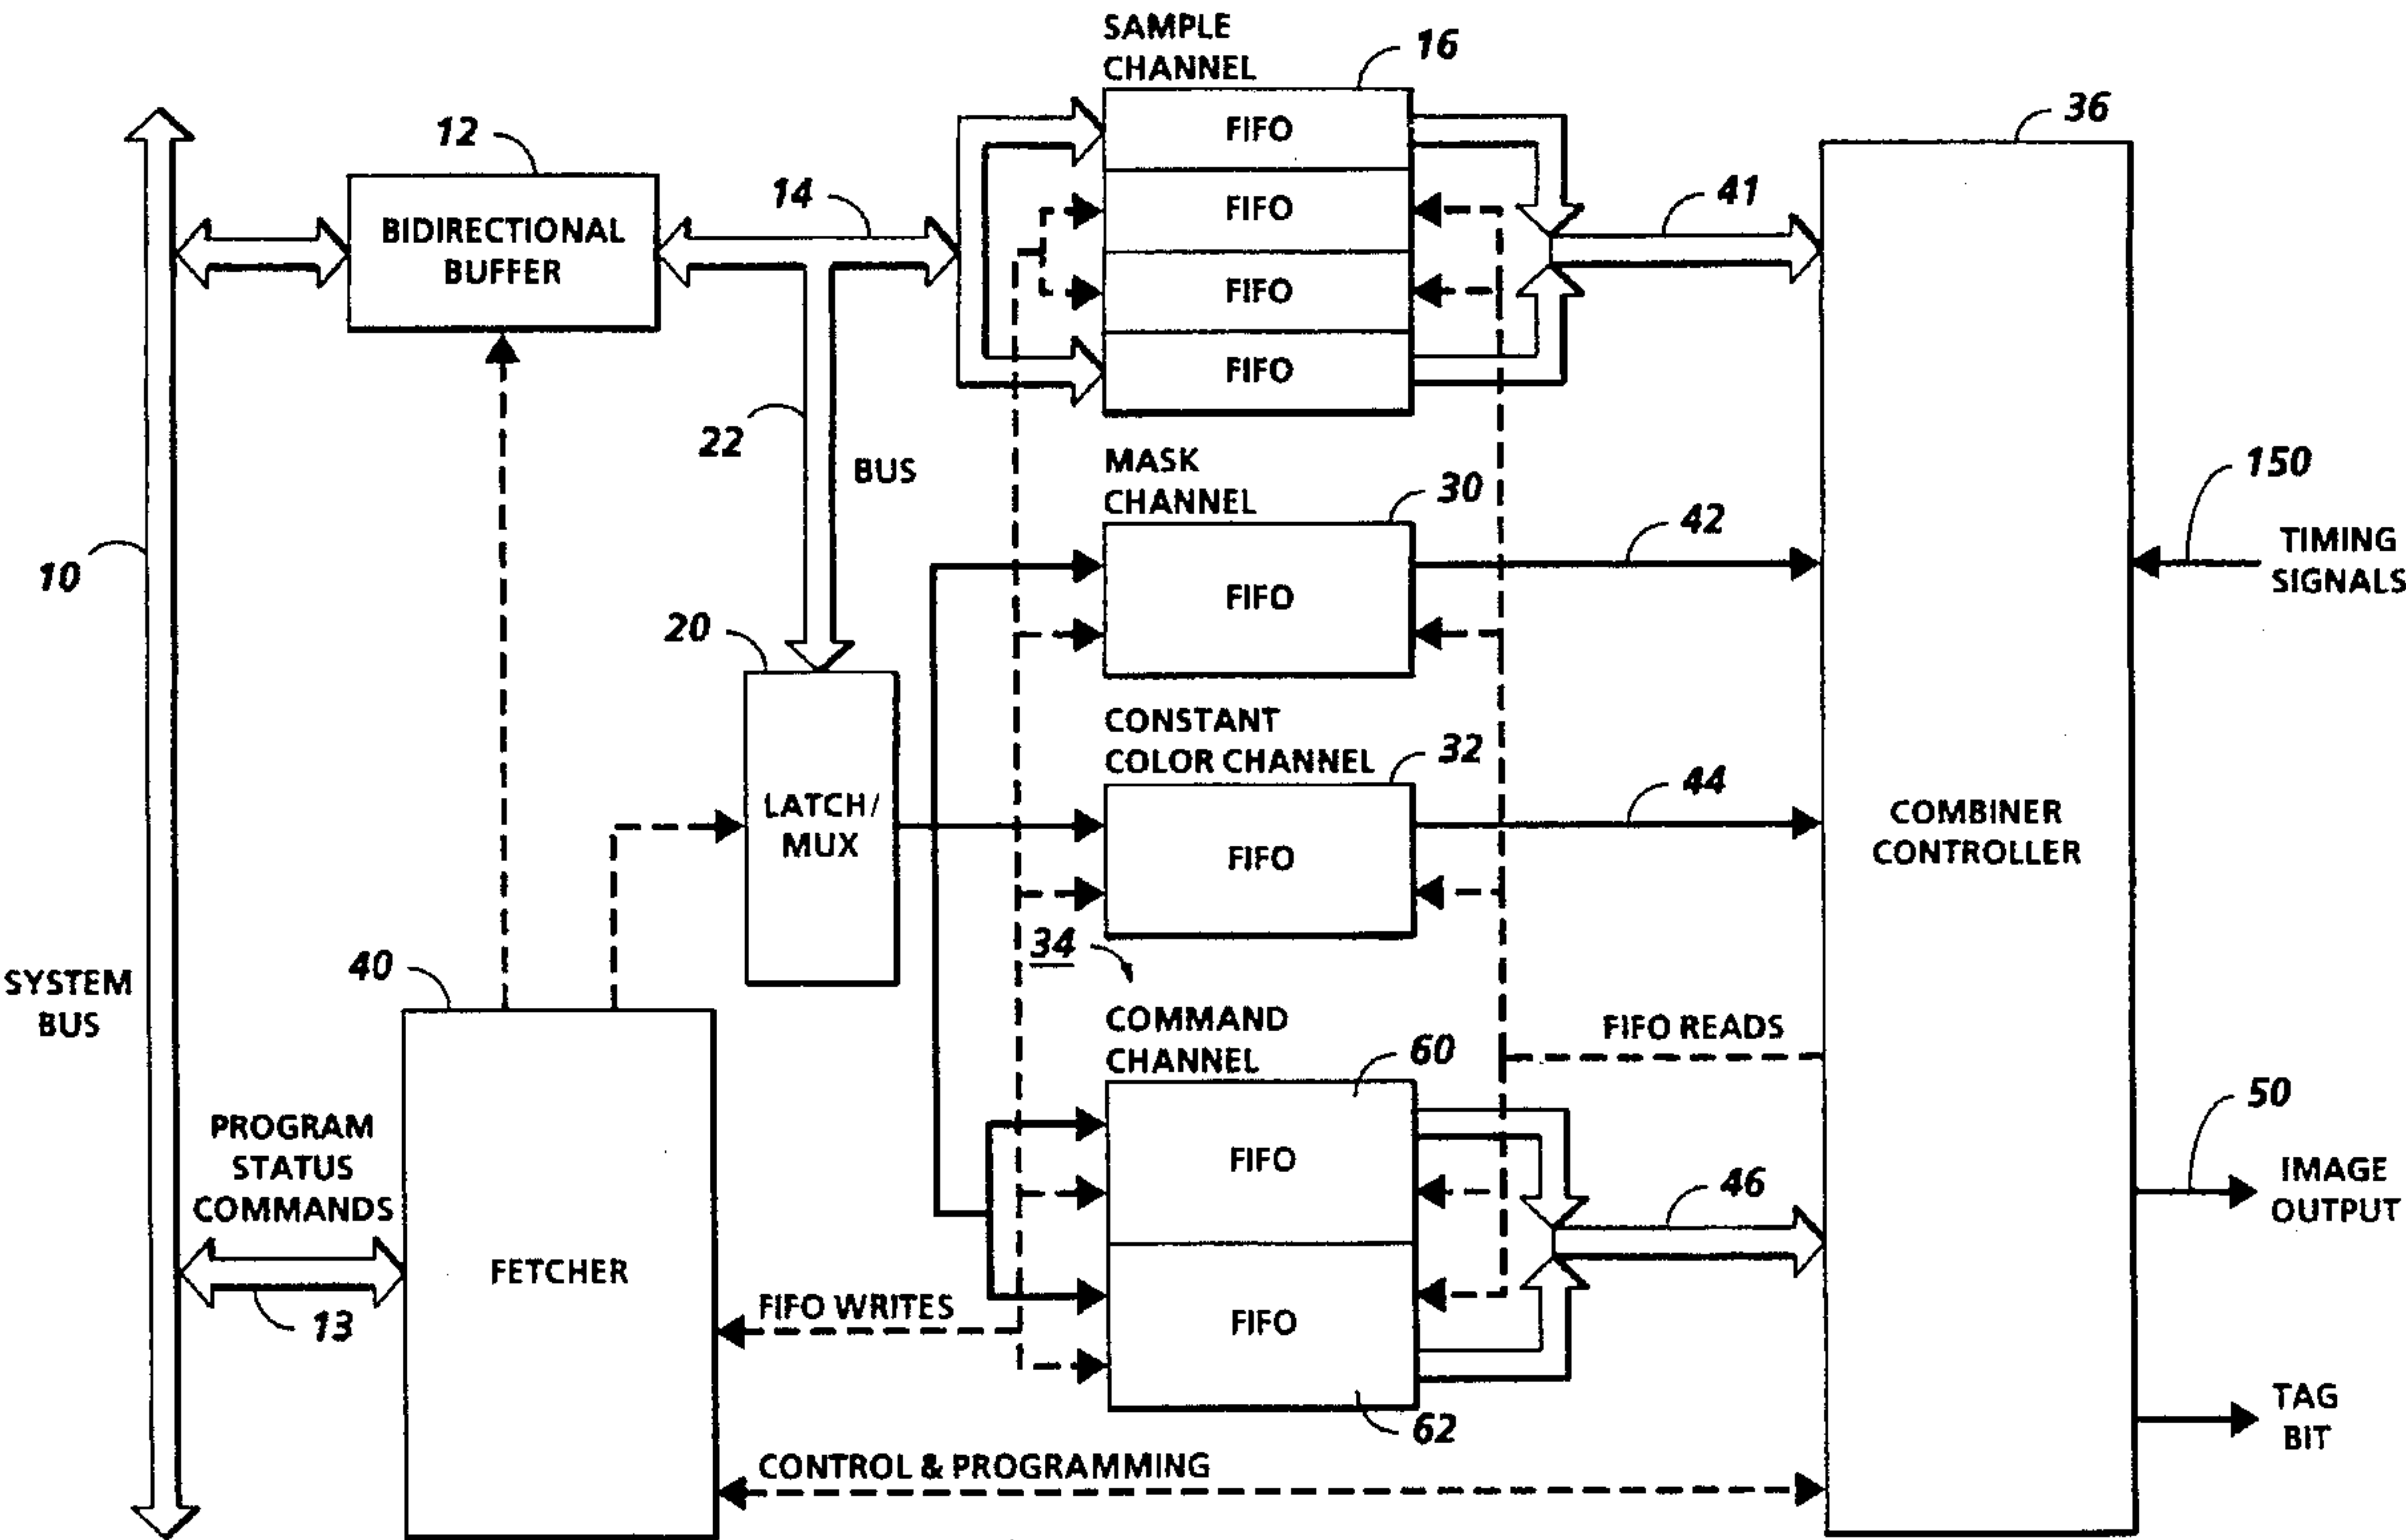 SAMPLE
CHANNEL
16
FIFO
FIFO
FIFO
FIFO
12
BIDIRECTIONAL
BUFFER
14
41
36
22
BUS
10
MASK
CHANNEL
30
FIFO
42
150
TIMING
SIGNALS
20
LATCH/
MUX
CONSTANT
COLOR CHANNEL
32
FIFO
44
COMBINER
CONTROLLER
34
SYSTEM
BUS
40
COMMAND
CHANNEL
60
FIFO READS
PROGRAM
STATUS
COMMANDS
FIFO
46
50
IMAGE
OUTPUT
FETCHER
13
FIFO WRITES
FIFO
62
TAG
BIT
CONTROL & PROGRAMMING